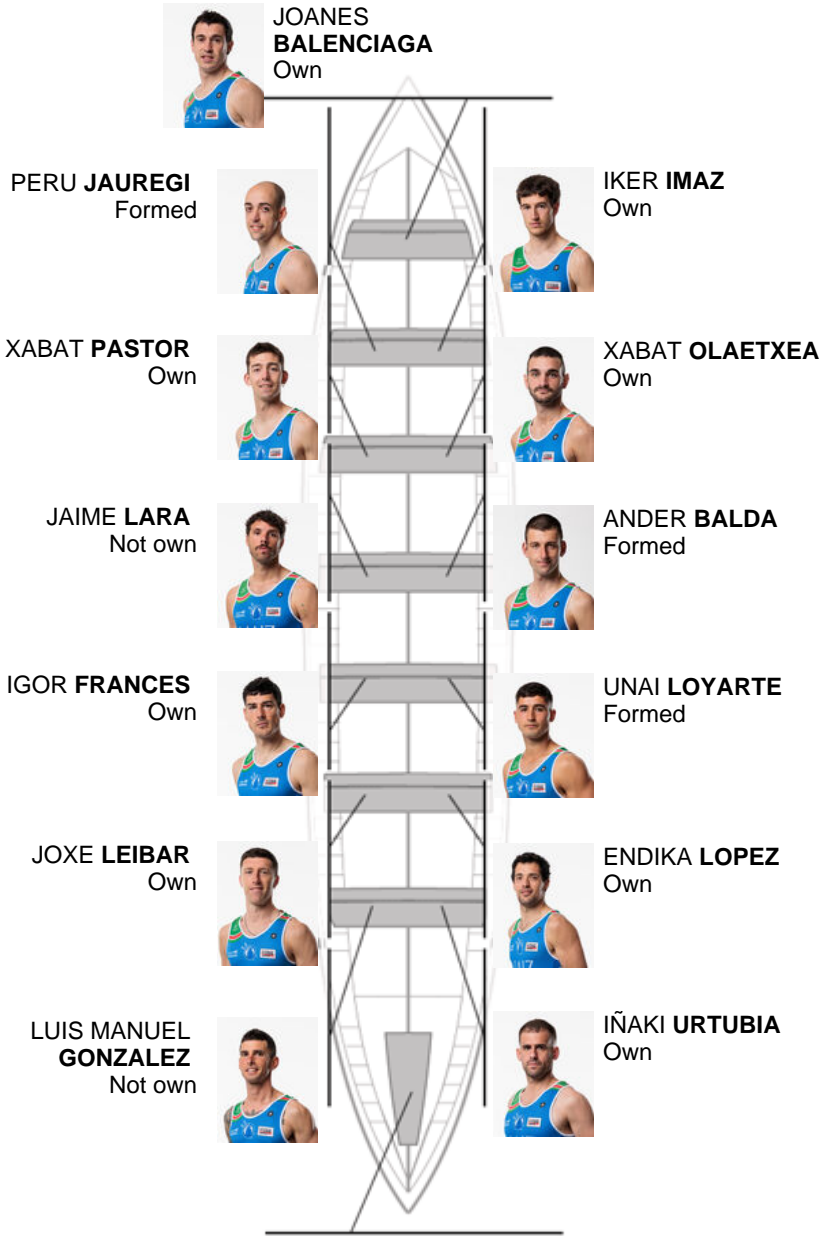 JOANES
BALENCIAGA
Own
PERU JAUREGI
Formed
IKER IMAZ
Own
XABAT PASTOR
Own
XABAT OLAETXEA
Own
JAIME LARA
Not own
ANDER BALDA
Formed
IGOR FRANCES
Own
UNAI LOYARTE
Formed
JOXE LEIBAR
Own
ENDIKA LOPEZ
Own
LUIS MANUEL
GONZALEZ
Not own
IÑAKI URTUBIA
Own